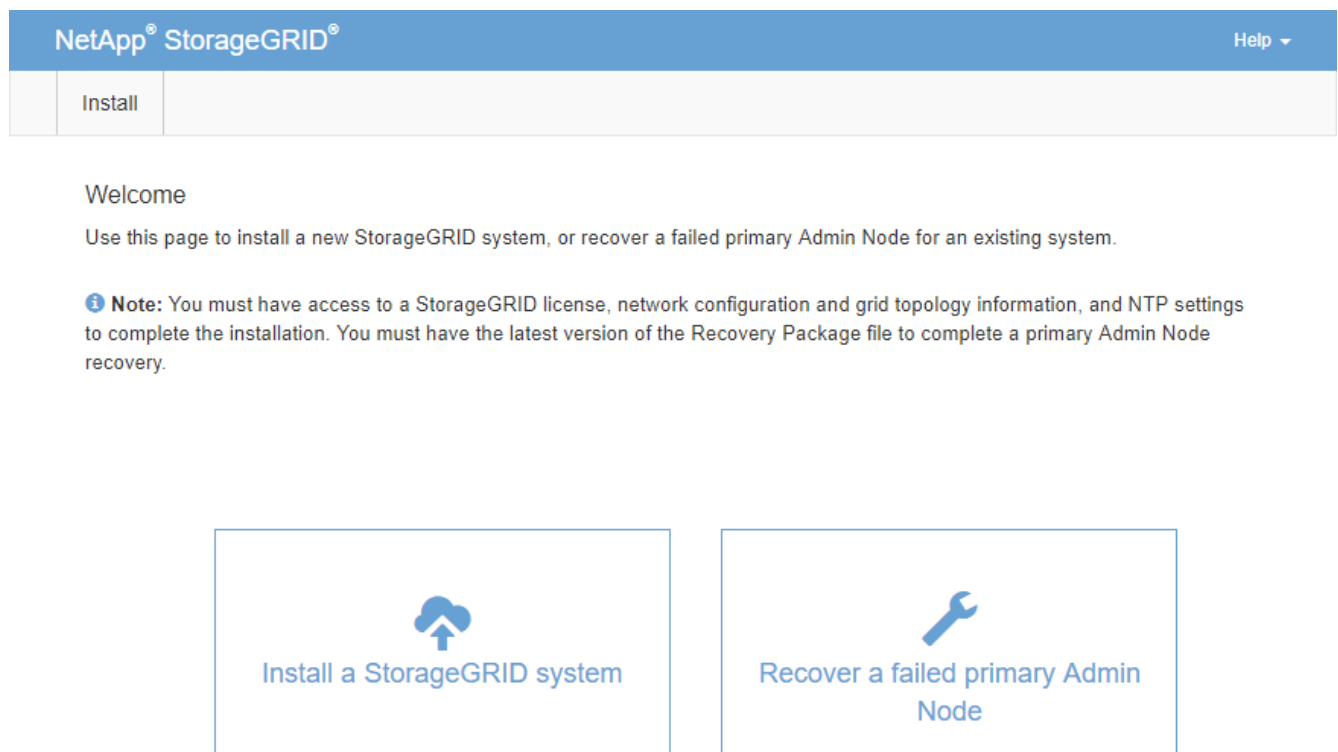 NetApp® StorageGRID®
Help
Install
Welcome
Use this page to install a new StorageGRID system, or recover a failed primary Admin Node for an existing system.
Note: You must have access to a StorageGRID license, network configuration and grid topology information, and NTP settings
to complete the installation. You must have the latest version of the Recovery Package file to complete a primary Admin Node
recovery.
Install a StorageGRID system
Recover a failed primary Admin
Node